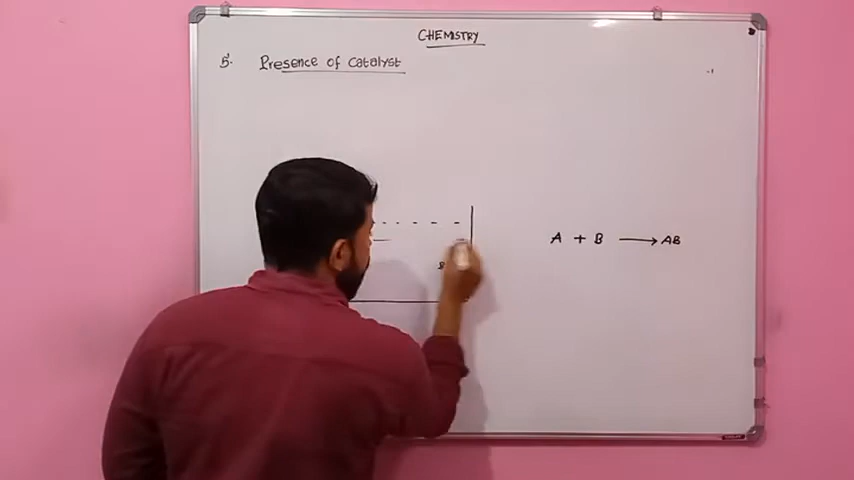 CHEMISTRY
5. Presence of Catalyst
A + B ⟶ AB